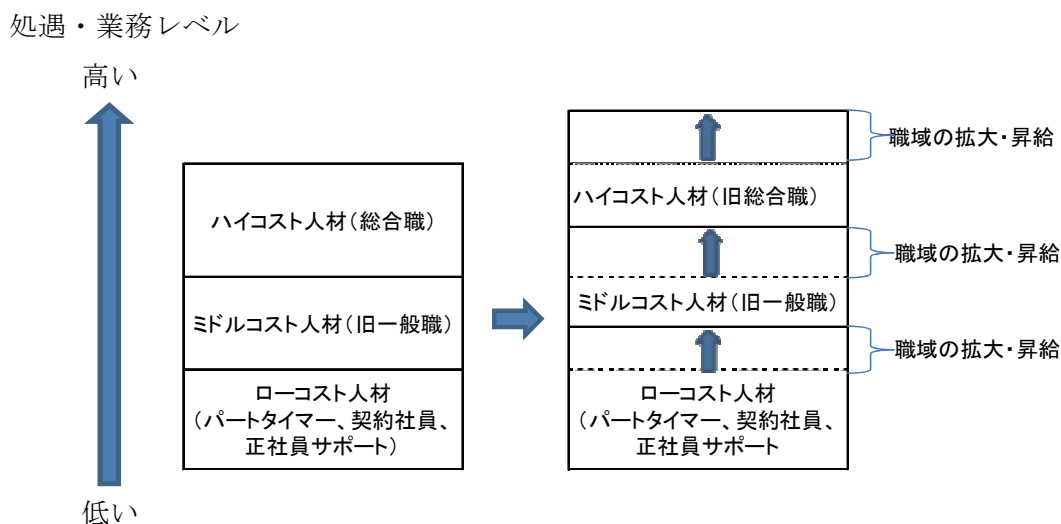 処遇・業務レベル
高い
ハイコスト人材(総合職)
ミドルコスト人材(旧一般職)
ローコスト人材
(パートタイマー、契約社員、
正社員サポート)
職域の拡大・昇給
ハイコスト人材(旧総合職)
職域の拡大・昇給
ミドルコスト人材(旧一般職)
職域の拡大・昇給
ローコスト人材
(パートタイマー、契約社員、
正社員サポート
低い